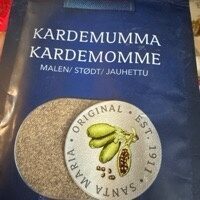 KARDEMUMMA
KARDEMOMME
MALEN/ STØDT/ JAUHETTU
ORIGINAL · EST. 1911 · SANTA MARIA